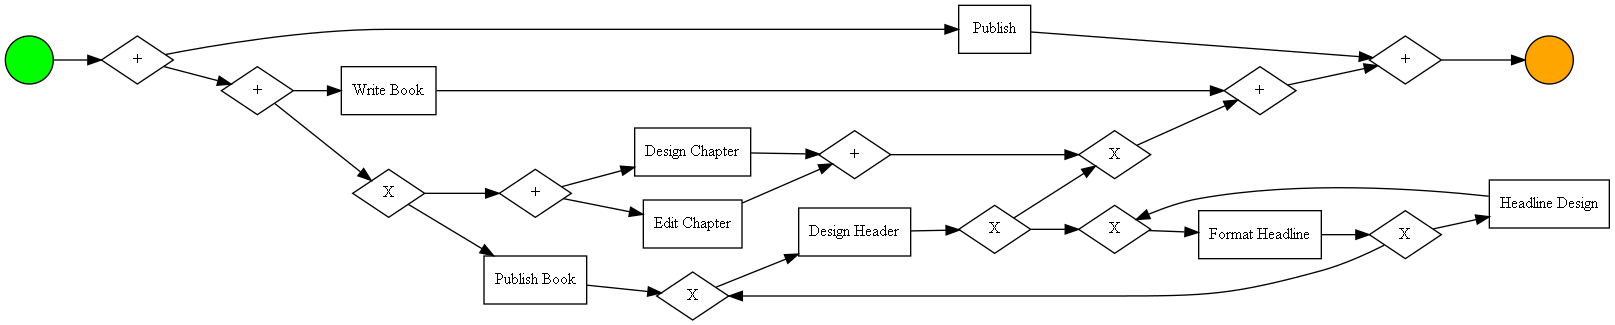 +
Publish
+
+
Write Book
+
+
Design Chapter
+
X
X
+
Edit Chapter
Design Header
X
X
Format Headline
X
Headline Design
Publish Book
X